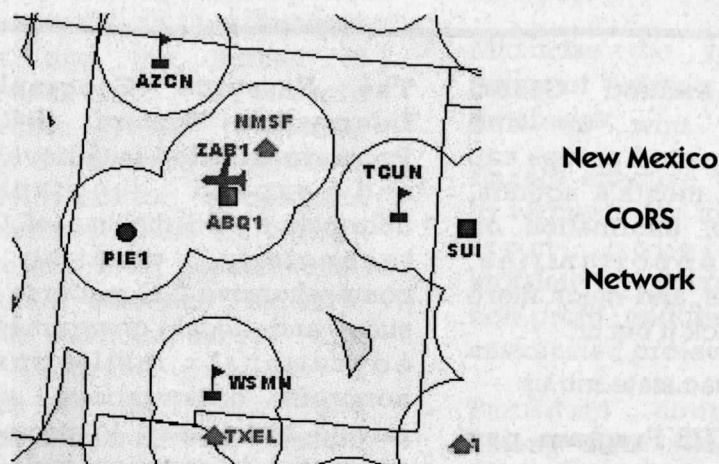 AZCN
NMSF
ZAB1
TCUN
ABQ1
PIE1
SUI
WSMN
TXEL
New Mexico
CORS
Network